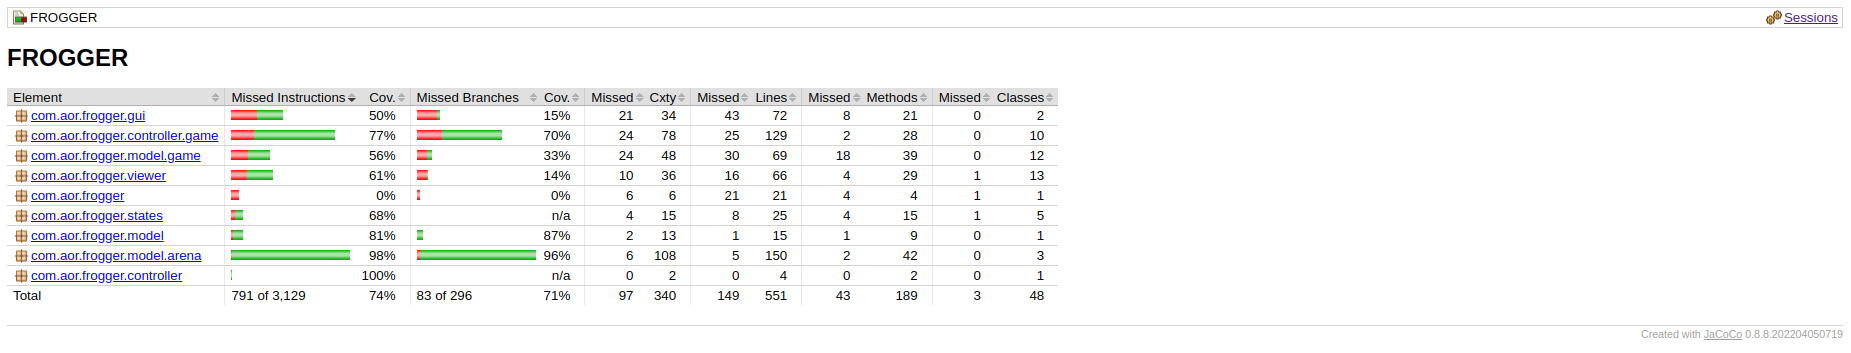 FROGGER Sessions
FROGGER
Element Missed Instructions Cov. Missed Branches Cov. Missed Cxty Missed Lines Missed Methods Missed Classes
com.aor.frogger.gui 50% 15% 21 34 43 72 8 21 0 2
com.aor.frogger.controller.game 77% 70% 24 78 25 129 2 28 0 10
com.aor.frogger.model.game 56% 33% 24 48 30 69 18 39 0 12
com.aor.frogger.viewer 61% 14% 10 36 16 66 4 29 1 13
com.aor.frogger 0% 0% 6 6 21 21 4 4 1 1
com.aor.frogger.states 68% n/a 4 15 8 25 4 15 1 5
com.aor.frogger.model 81% 87% 2 13 1 15 1 9 0 1
com.aor.frogger.model.arena 98% 96% 6 108 5 150 2 42 0 3
com.aor.frogger.controller 100% n/a 0 2 0 4 0 2 0 1
Total 791 of 3,129 74% 83 of 296 71% 97 340 149 551 43 189 3 48
Created with JaCoCo 0.8.8.202204050719